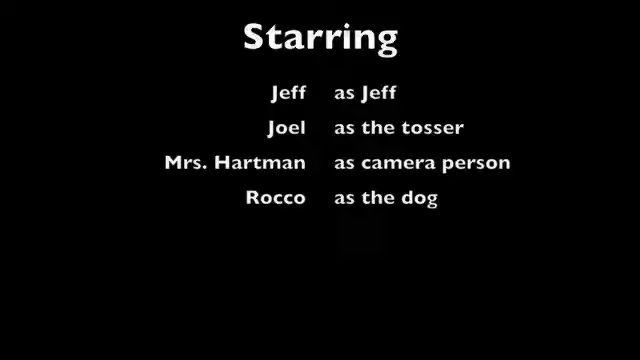 Starring
Jeff as Jeff
Joel as the tosser
Mrs. Hartman as camera person
Rocco as the dog